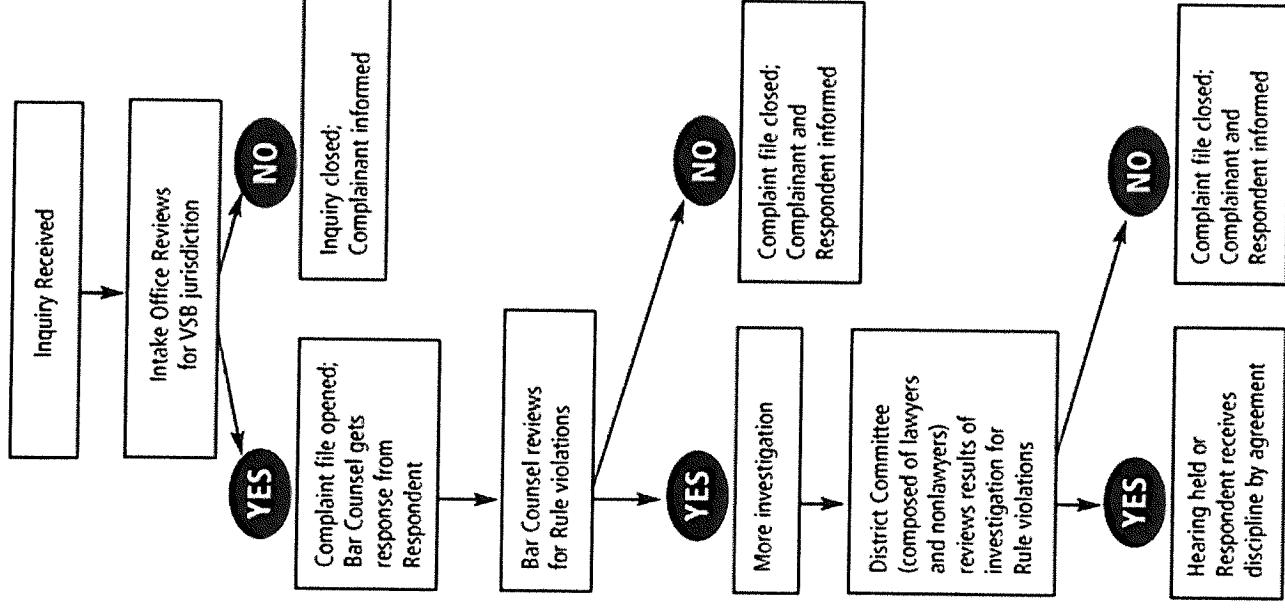 Inquiry Received
Intake Office Reviews
for VSB jurisdiction
YES
NO
Complaint file opened;
Bar Counsel gets
response from
Respondent
Inquiry closed;
Complainant informed
Bar Counsel reviews
for Rule violations
YES
NO
More investigation
Complaint file closed;
Complainant and
Respondent informed
District Committee
(composed of lawyers
and nonlawyers)
reviews results of
investigation for
Rule violations
YES
NO
Hearing held or
Respondent receives
discipline by agreement
Complaint file closed;
Complainant and
Respondent informed